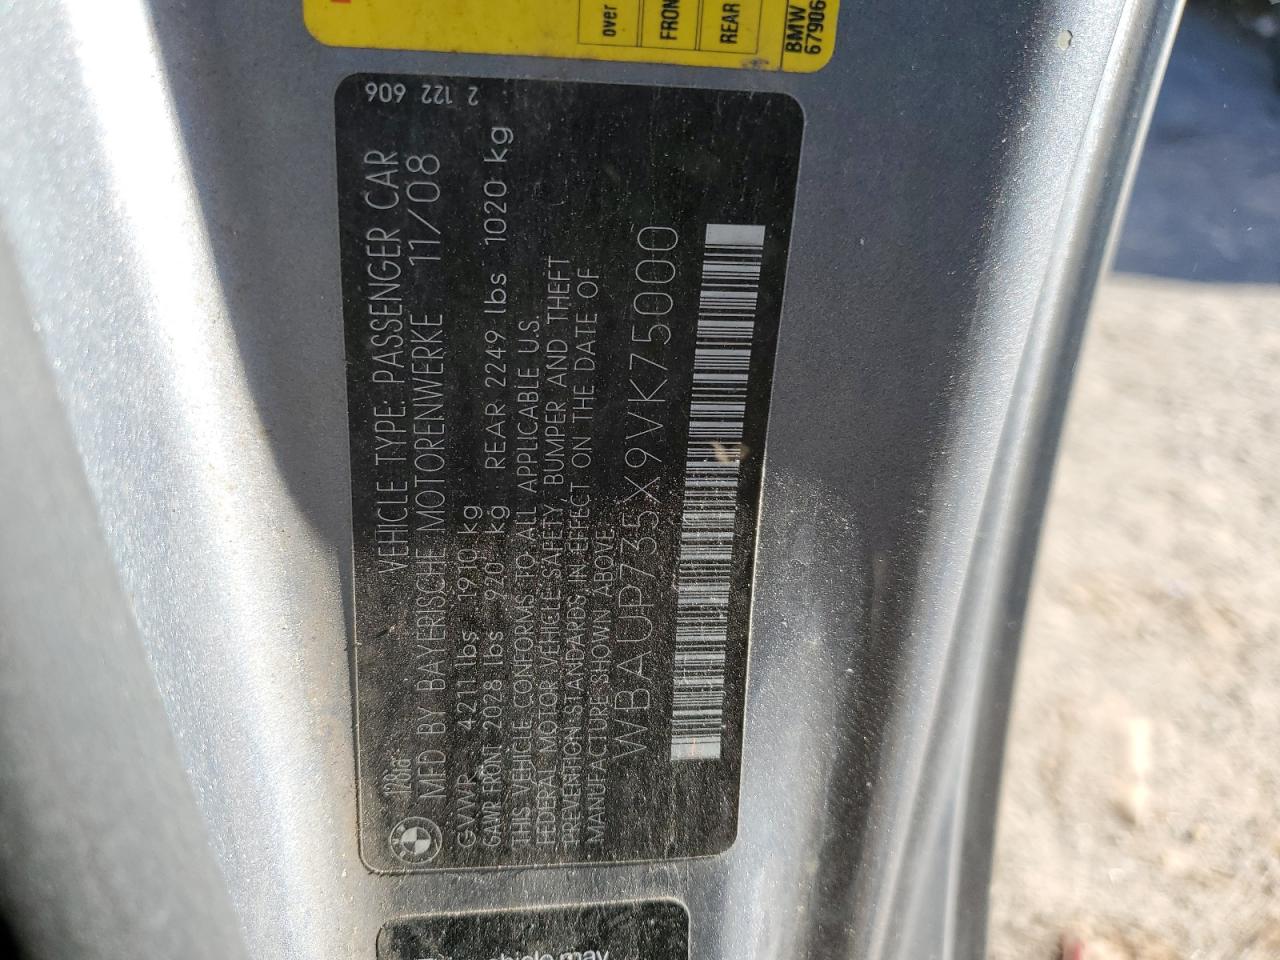 over
FRON
REAR
BMW
67906
2 122 606
128i
VEHICLE TYPE: PASSENGER CAR
MFD BY BAYERISCHE MOTORENWERKE 11/08
GVWR 4211 lbs 1910 kg
GAWR FRONT 2028 lbs 920 kg : REAR 2249 lbs 1020 kg
THIS VEHICLE CONFORMS TO ALL APPLICABLE U.S.
FEDERAL MOTOR VEHICLE SAFETY, BUMPER AND THEFT
PREVENTION STANDARDS IN EFFECT ON THE DATE OF
MANUFACTURE SHOWN ABOVE.
WBAUP735X9VK75000
vehicle may